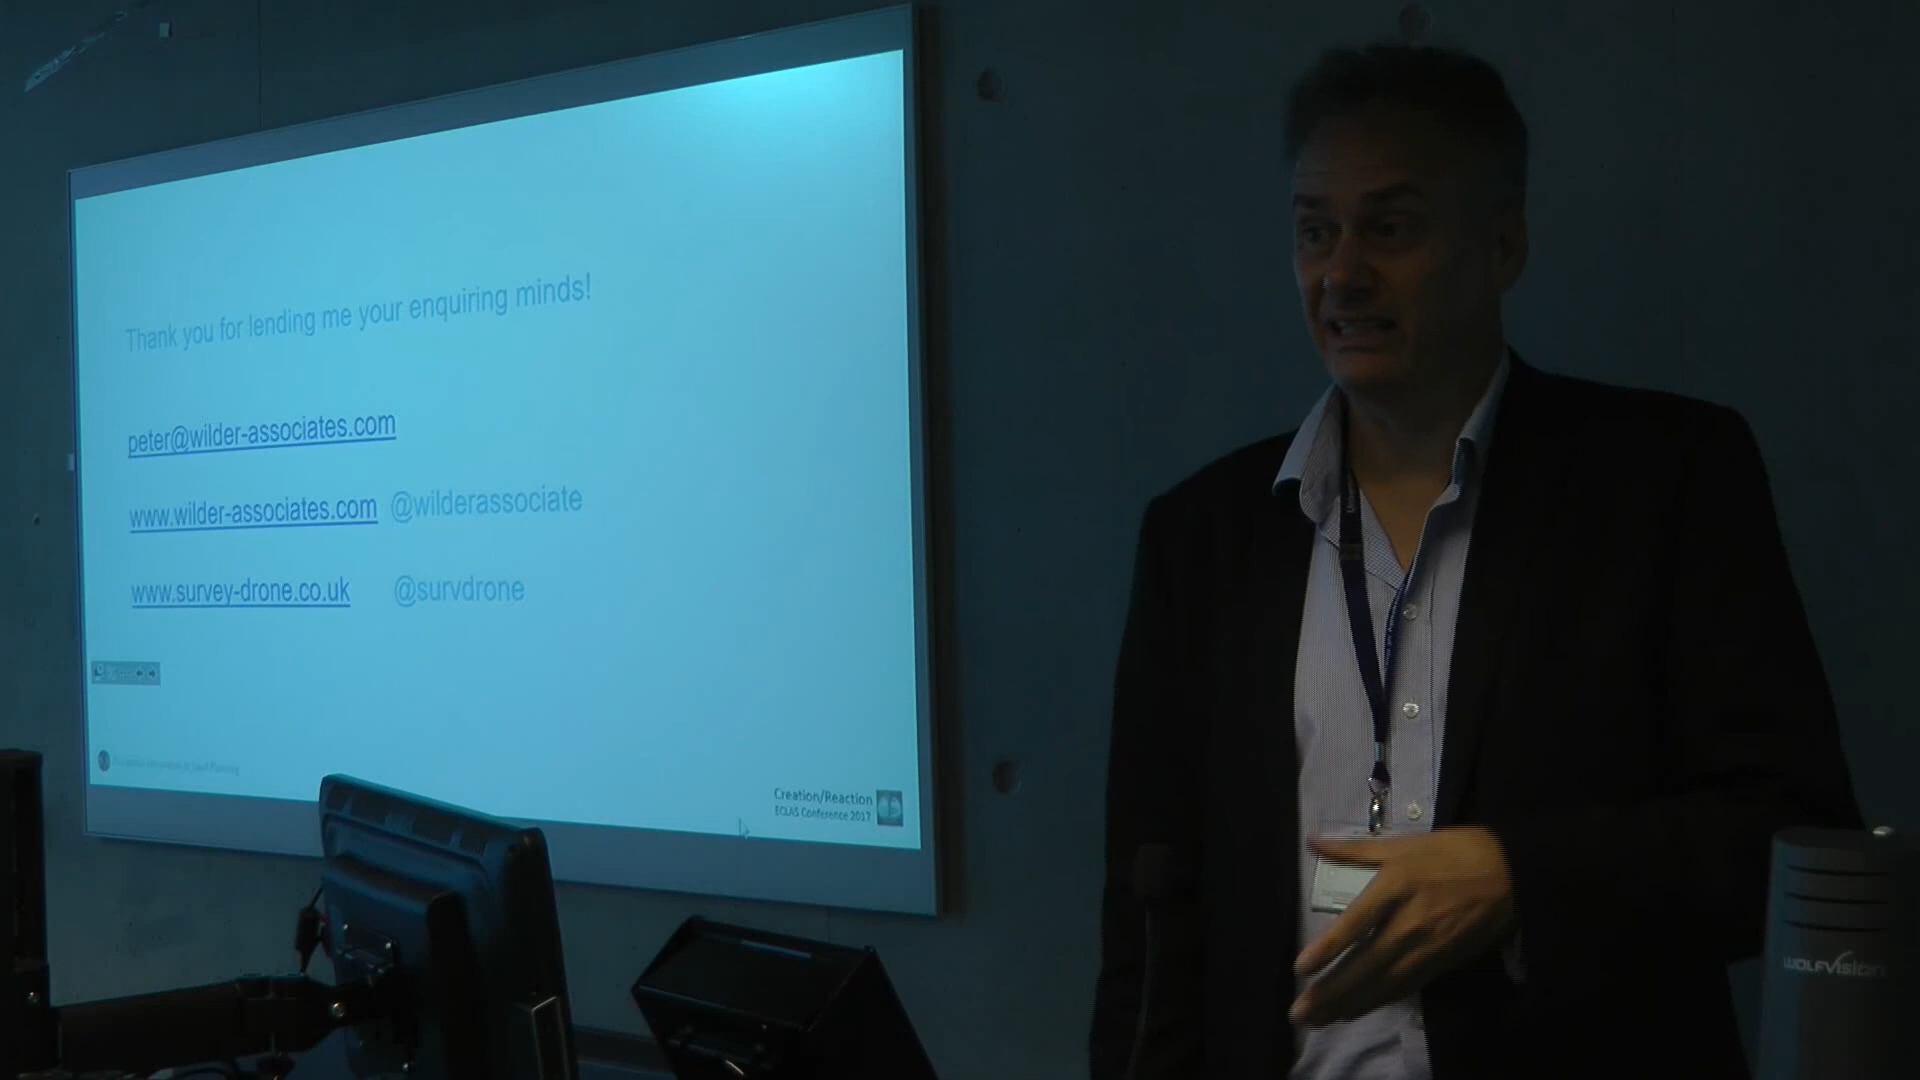 Thank you for lending me your enquiring minds!
peter@wilder-associates.com
www.wilder-associates.com @wilderassociate
www.survey-drone.co.uk @survdrone
Creation/Reaction
ECLAS Conference 2017
WOLFVISION